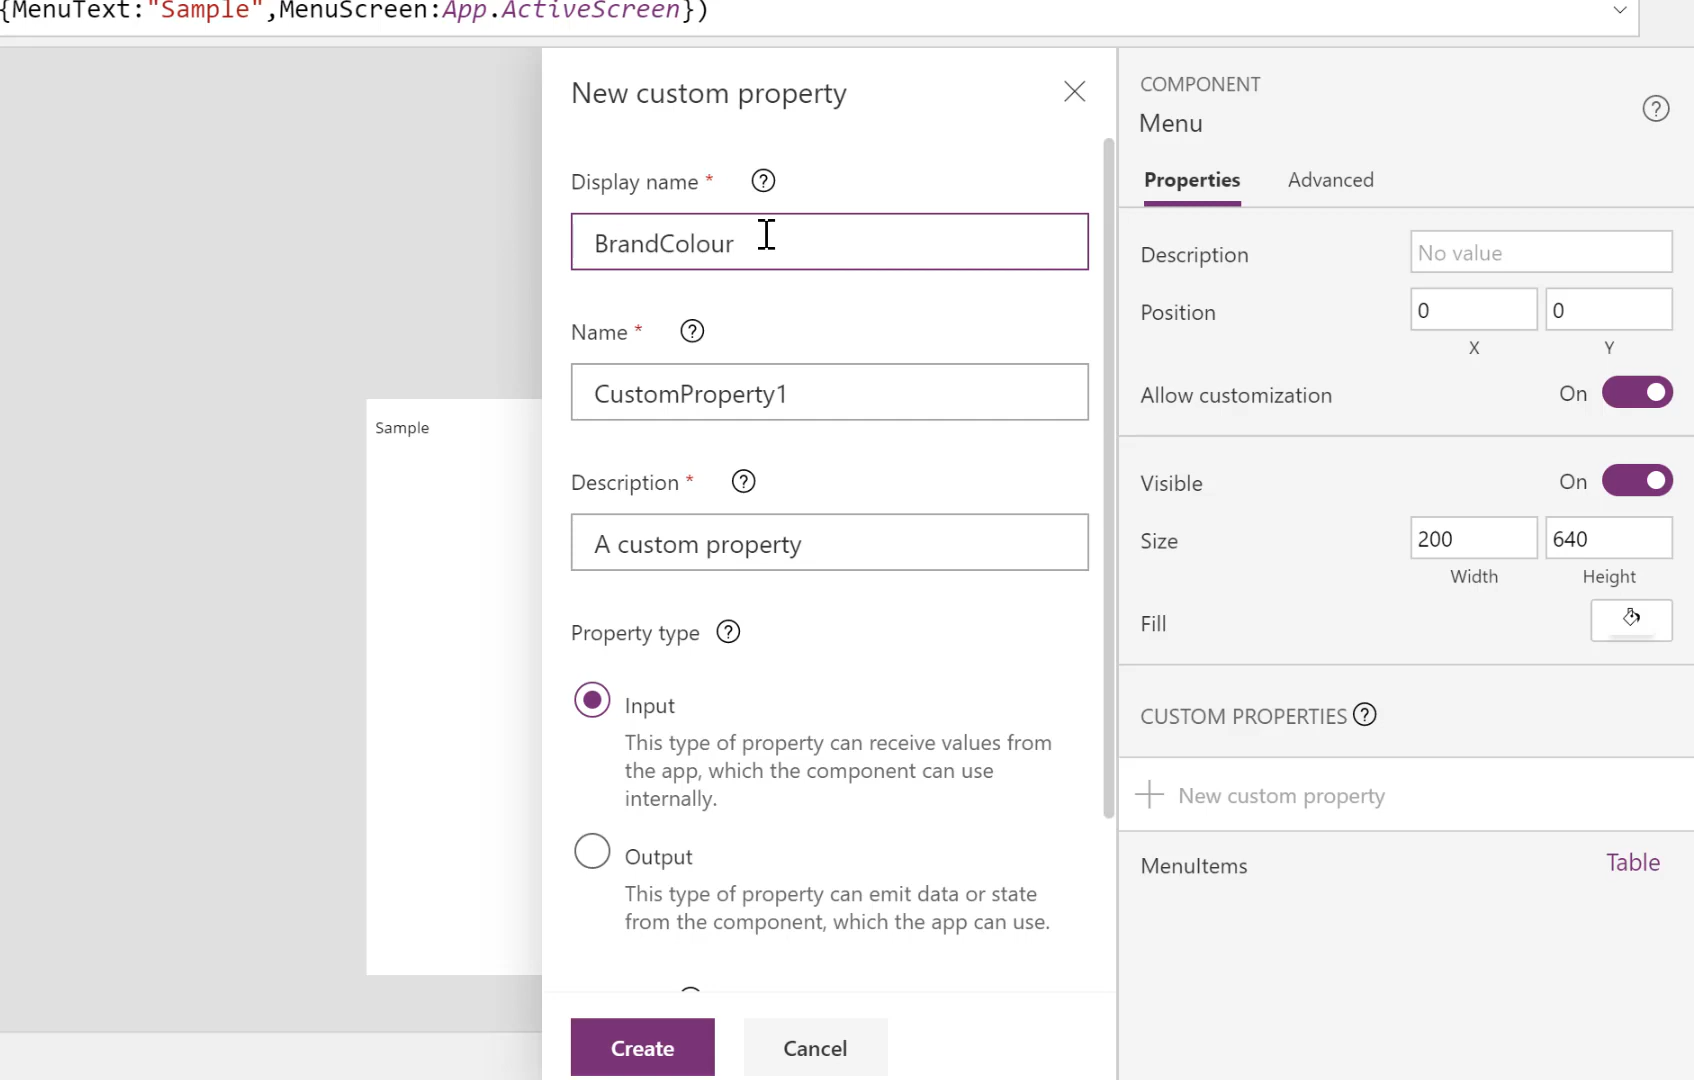 {MenuText:"Sample",MenuScreen:App.ActiveScreen})
New custom property
Display name *
BrandColour
Name *
CustomProperty1
Description *
A custom property
Property type
Input
This type of property can receive values from
the app, which the component can use
internally.
Output
This type of property can emit data or state
from the component, which the app can use.
Create
Cancel
Sample
COMPONENT
Menu
Properties
Advanced
Description
No value
Position
0
0
X
Y
Allow customization
On
Visible
On
Size
200
640
Width
Height
Fill
CUSTOM PROPERTIES
New custom property
MenuItems
Table